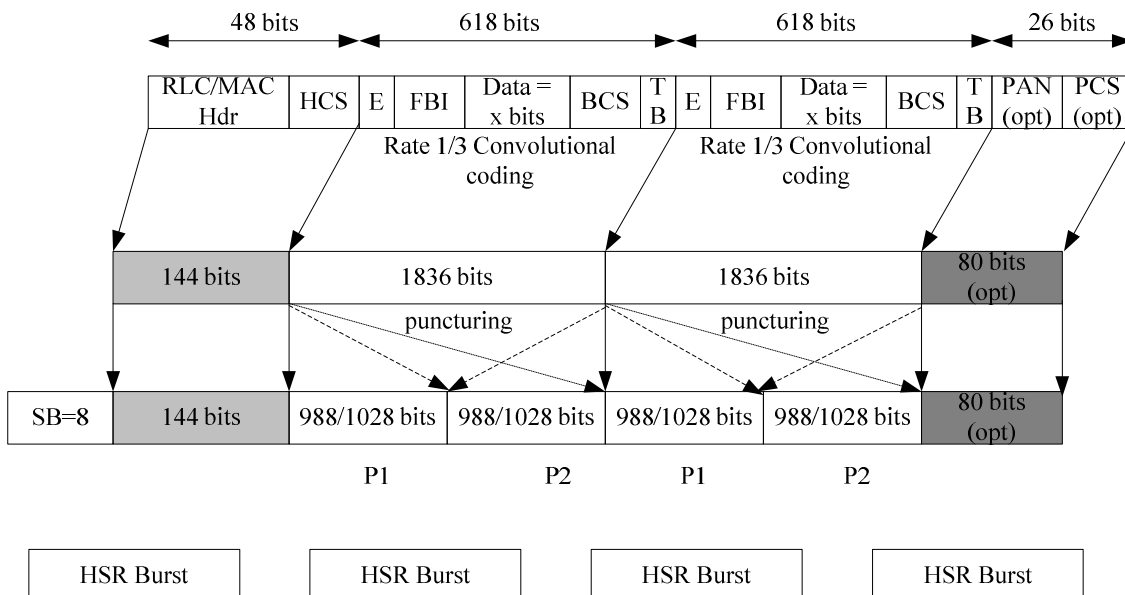 48 bits 618 bits 618 bits 26 bits
RLC/MAC Hdr HCS E FBI Data = x bits BCS T B E FBI Data = x bits BCS T B PAN (opt) PCS (opt)
Rate 1/3 Convolutional coding Rate 1/3 Convolutional coding
144 bits 1836 bits 1836 bits 80 bits (opt)
puncturing puncturing
SB=8 144 bits 988/1028 bits 988/1028 bits 988/1028 bits 988/1028 bits 80 bits (opt)
P1 P2 P1 P2
HSR Burst HSR Burst HSR Burst HSR Burst